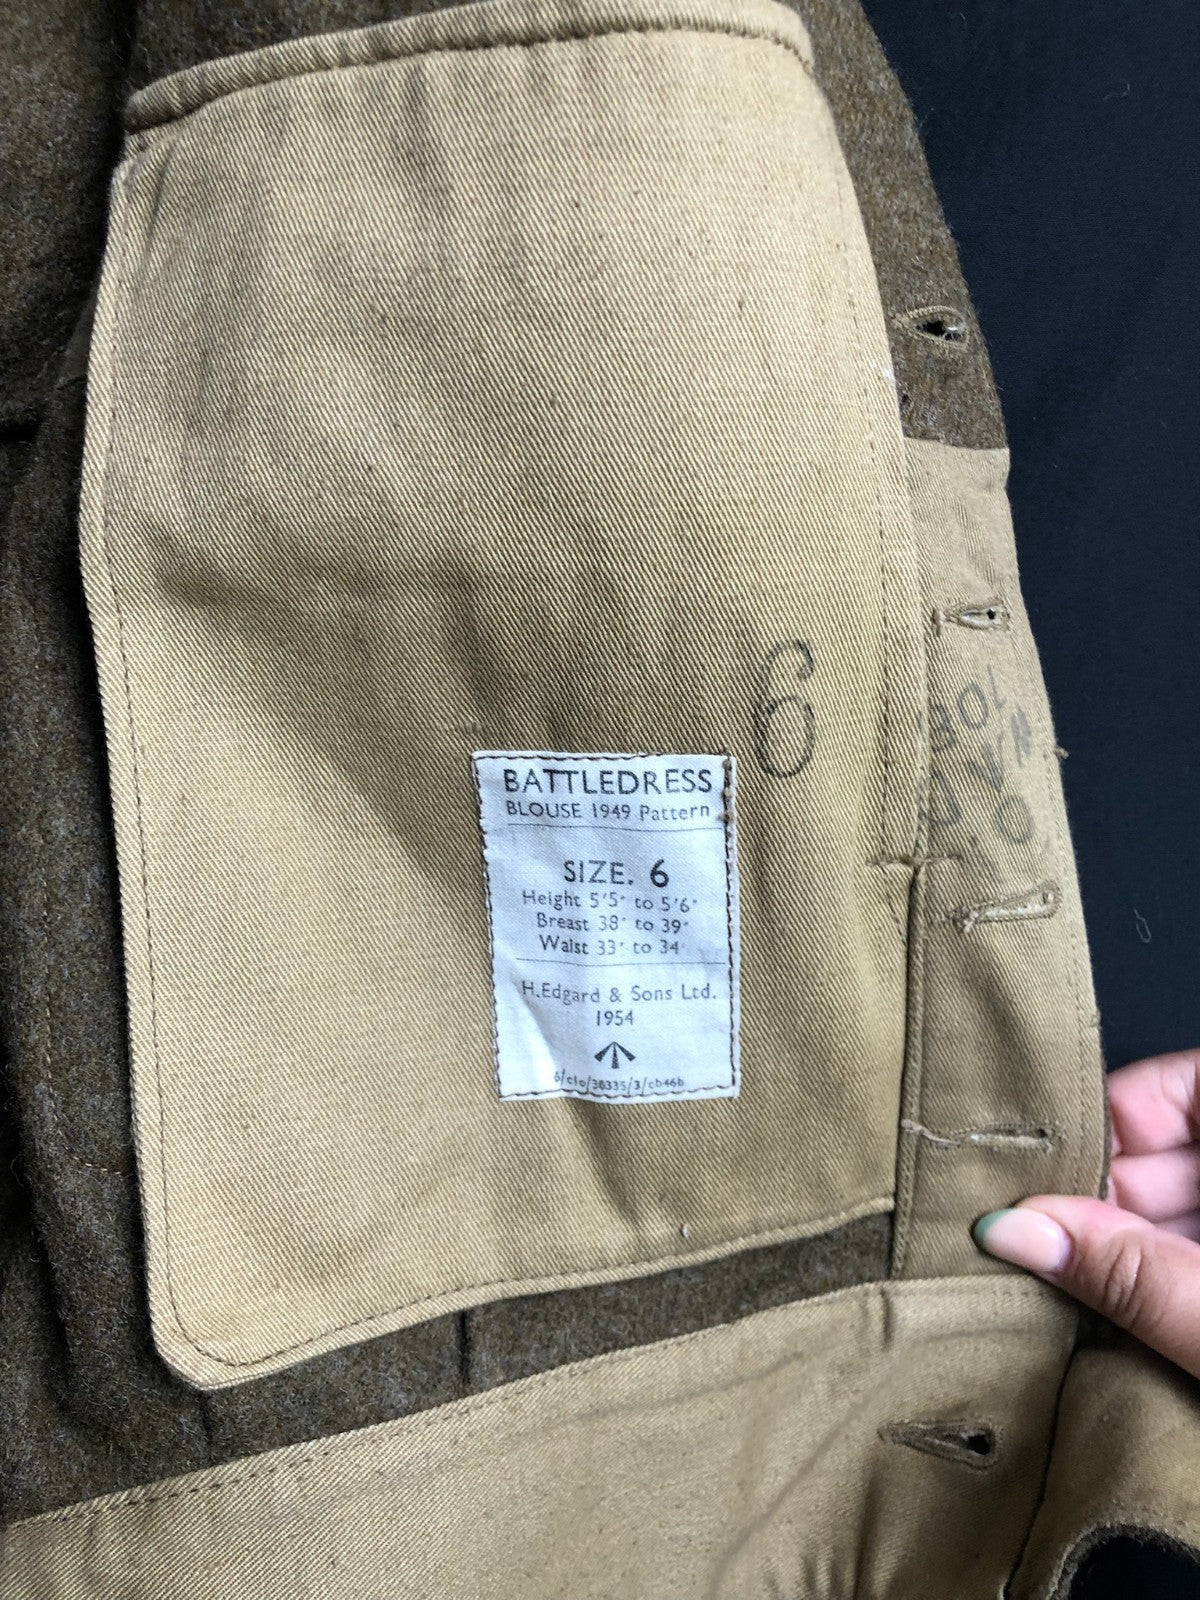 BATTLEDRESS
BLOUSE 1949 Pattern
SIZE. 6
Height 5'5" to 5'6"
Breast 38" to 39"
Waist 33" to 34"
H.Edgard & Sons Ltd.
1954
6/clo/30335/3/cb46b
6